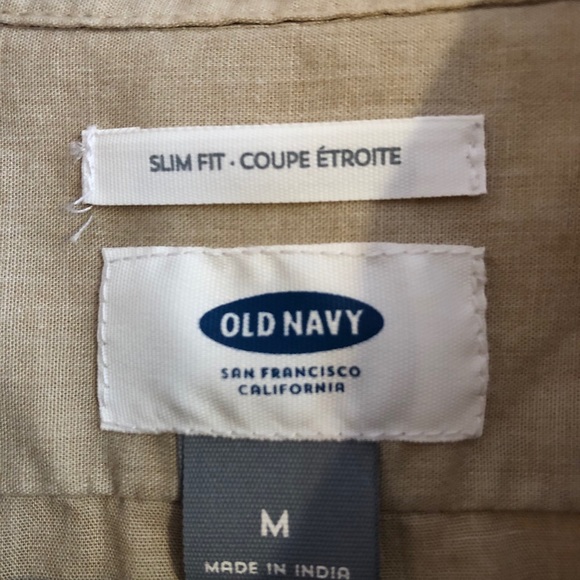 SLIM FIT · COUPE ÉTROITE
OLD NAVY
SAN FRANCISCO
CALIFORNIA
M
MADE IN INDIA